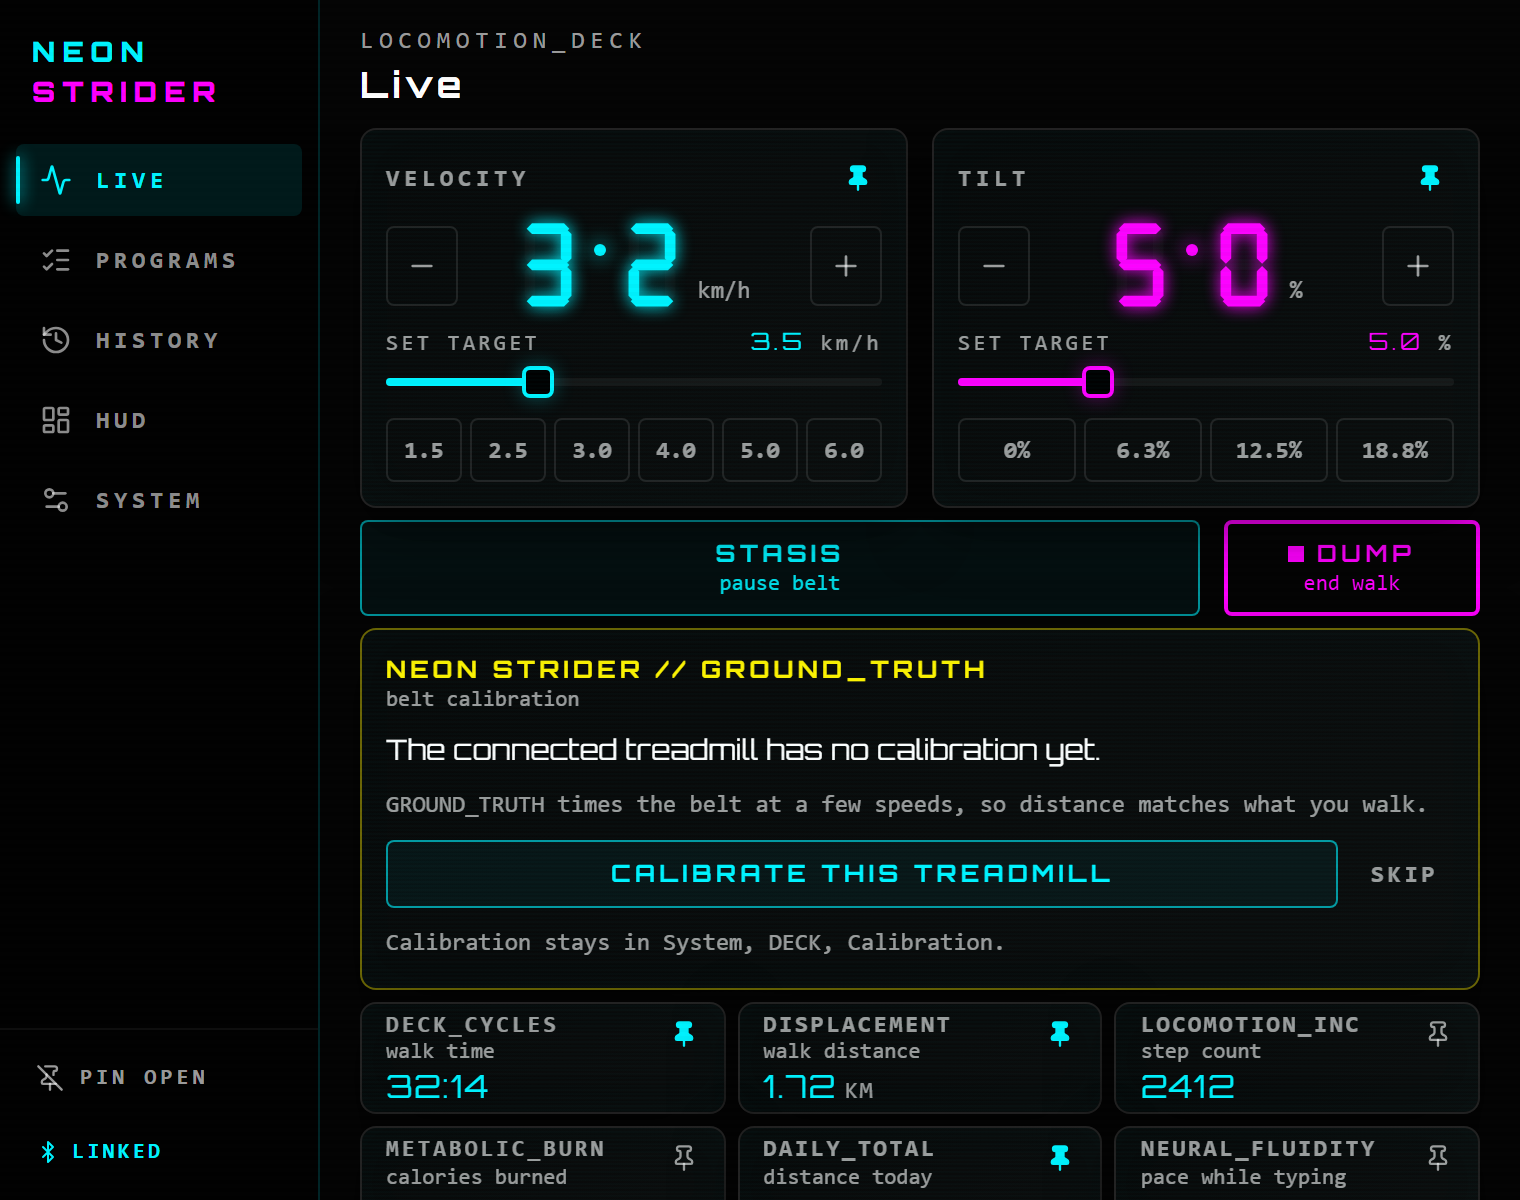 NEON
STRIDER
LIVE
PROGRAMS
HISTORY
HUD
SYSTEM
PIN OPEN
LINKED
LOCOMOTION_DECK
Live
VELOCITY
3.2 km/h
SET TARGET 3.5 km/h
1.5 2.5 3.0 4.0 5.0 6.0
TILT
5.0 %
SET TARGET 5.0 %
0% 6.3% 12.5% 18.8%
STASIS
pause belt
DUMP
end walk
NEON STRIDER // GROUND_TRUTH
belt calibration
The connected treadmill has no calibration yet.
GROUND_TRUTH times the belt at a few speeds, so distance matches what you walk.
CALIBRATE THIS TREADMILL
SKIP
Calibration stays in System, DECK, Calibration.
DECK_CYCLES
walk time
32:14
DISPLACEMENT
walk distance
1.72 KM
LOCOMOTION_INC
step count
2412
METABOLIC_BURN
calories burned
DAILY_TOTAL
distance today
NEURAL_FLUIDITY
pace while typing